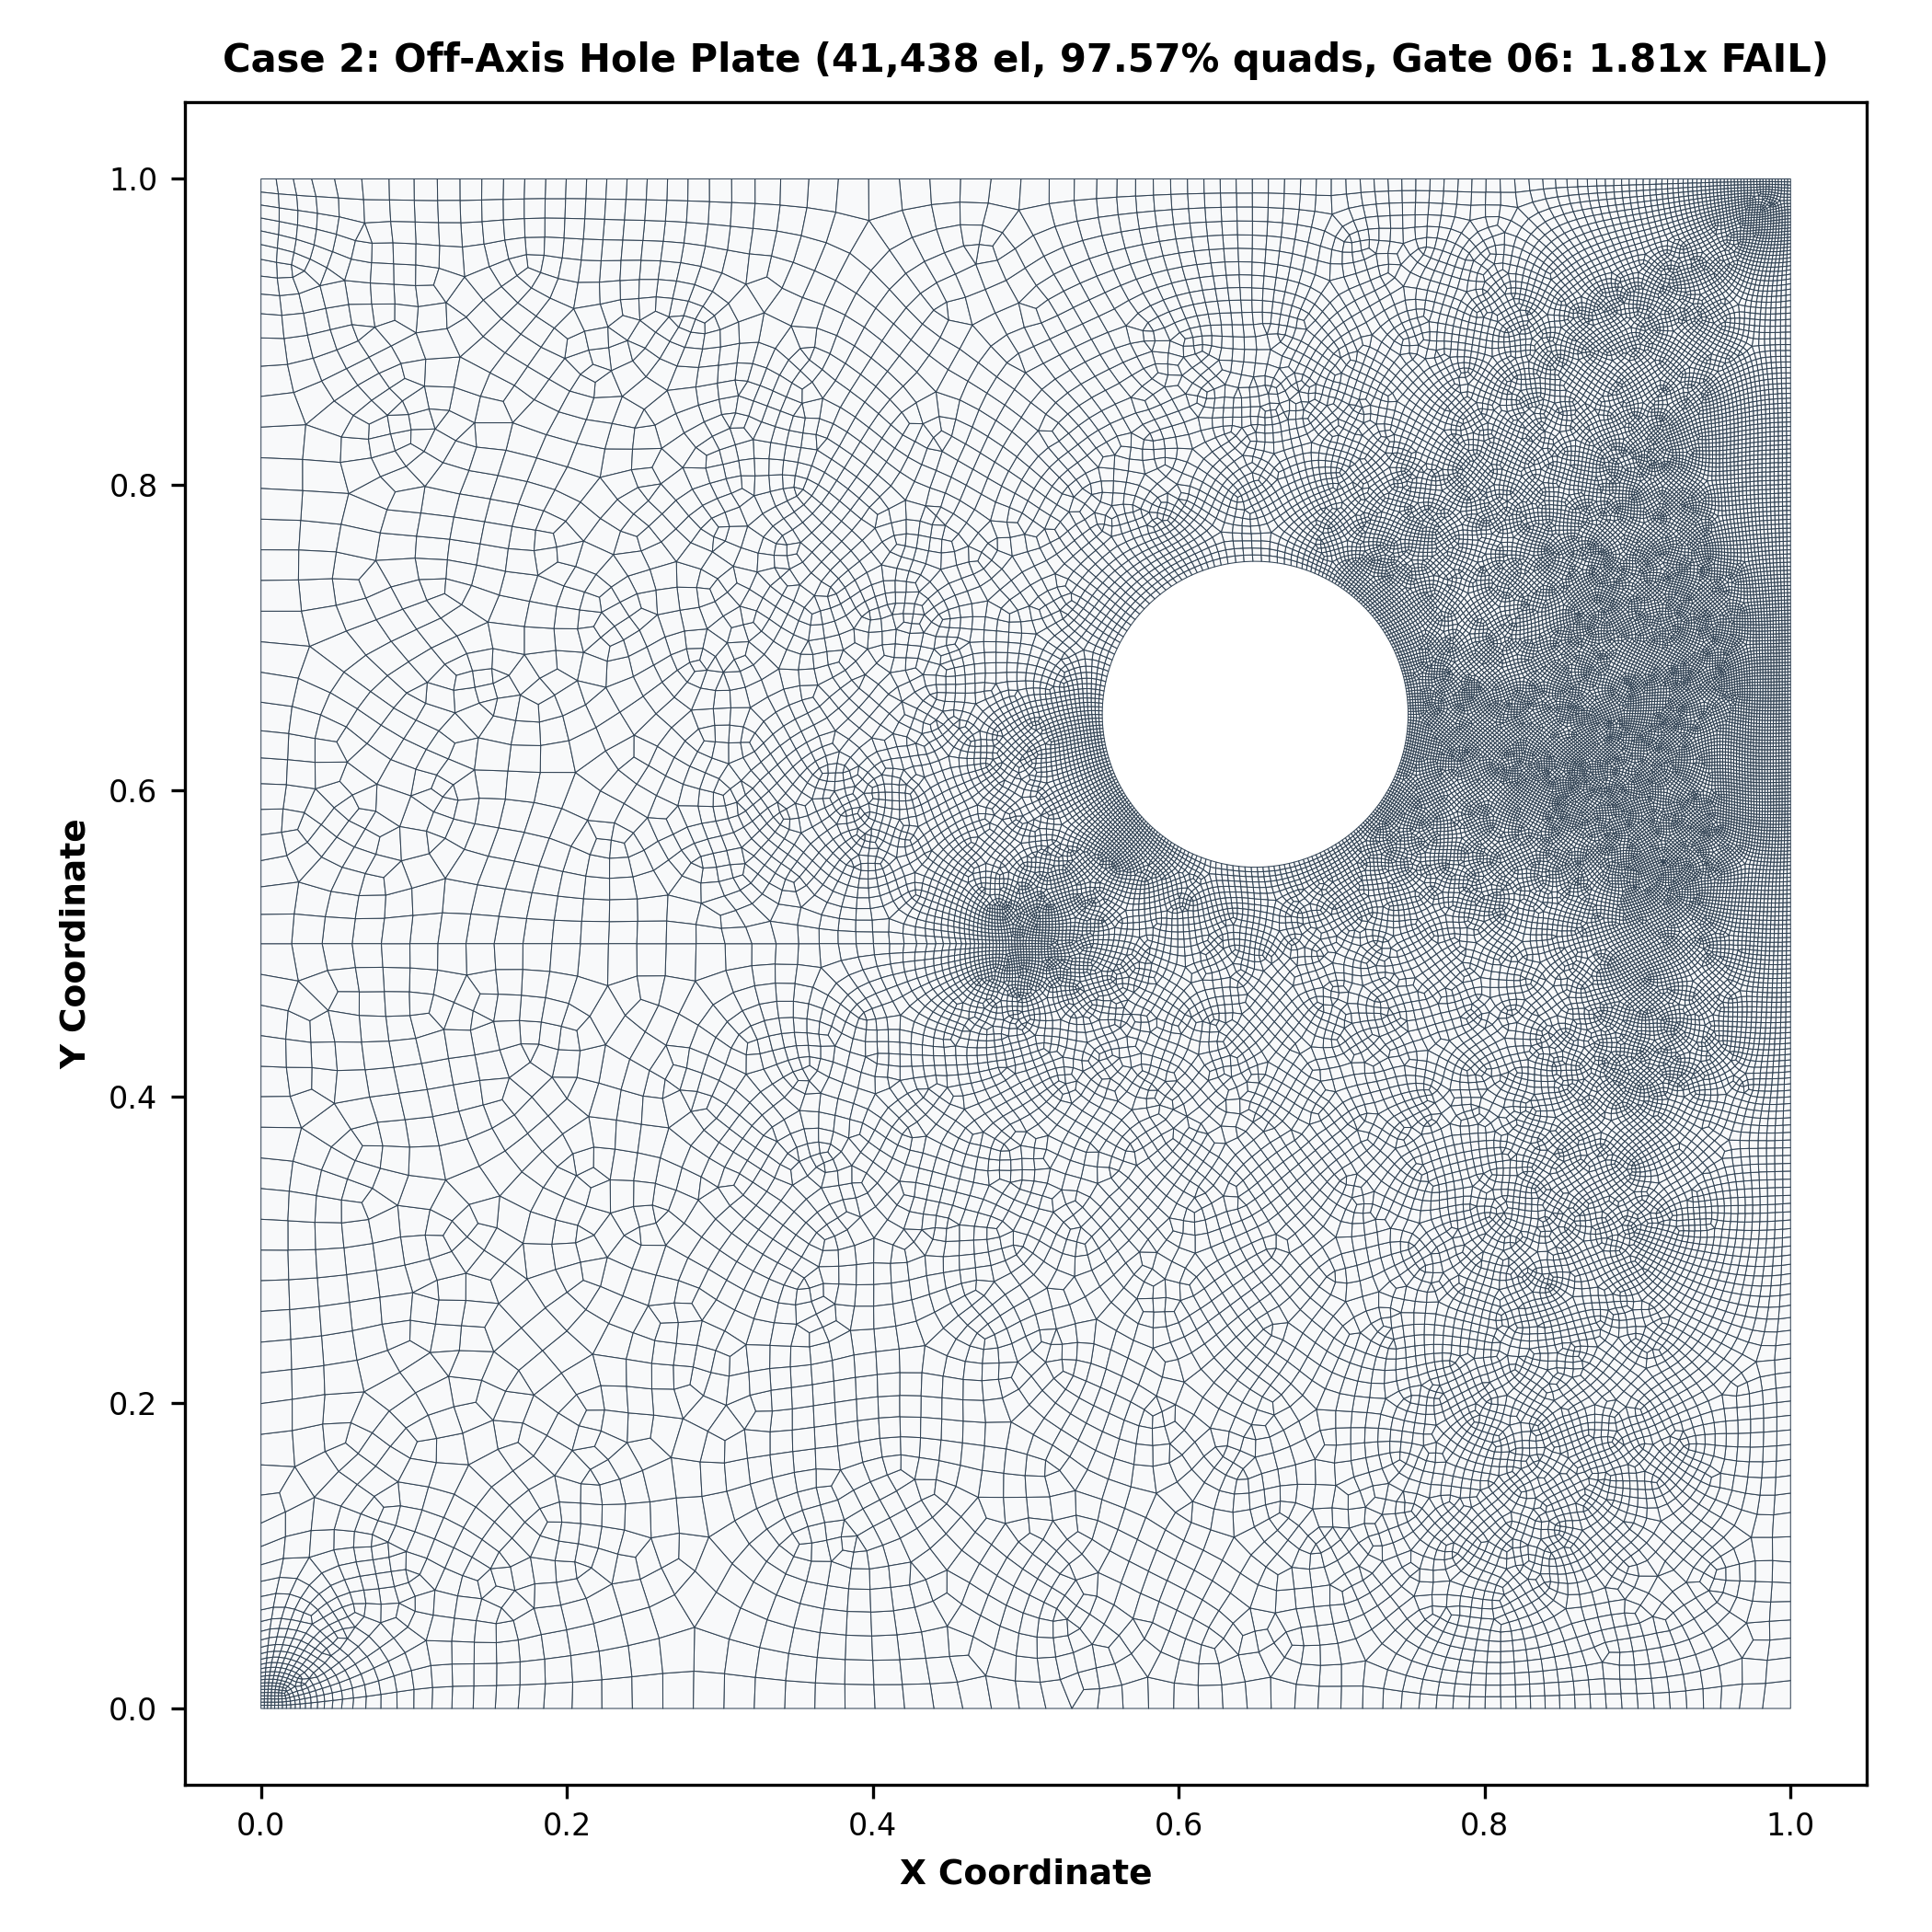 Case 2: Off-Axis Hole Plate (41,438 el, 97.57% quads, Gate 06: 1.81x FAIL)
Y Coordinate
1.0
0.8
0.6
0.4
0.2
0.0
0.0 0.2 0.4 0.6 0.8 1.0
X Coordinate